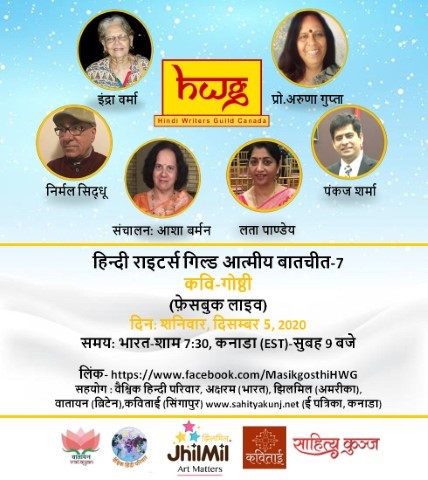 इंद्रा वर्मा
hwg
Hindi Writers Guild Canada
प्रो.अरुणा गुप्ता
निर्मल सिद्धू
पंकज शर्मा
संचालन: आशा बर्मन
लता पाण्डेय
हिन्दी राइटर्स गिल्ड आत्मीय वातचीत-7
कवि-गोष्ठी
(फ़ेसबुक लाइव)
दिन: शनिवार, दिसम्बर 5, 2020
समय: भारत-शाम 7:30, कनाडा (EST)-सुबह 9 बजे
लिंक- https://www.facebook.com/MasikgosthiHWG
सहयोग : वैश्विक हिन्दी परिवार, अक्षरम (भारत), झिलमिल (अमरीका),
वातायन (ब्रिटेन),कविताई (सिंगापुर) www.sahityakunj.net (ई पत्रिका, कनाडा)
वातायन
झिलमिल
JhilMil
Art Matters
कविताई
साहित्य कुञ्ज